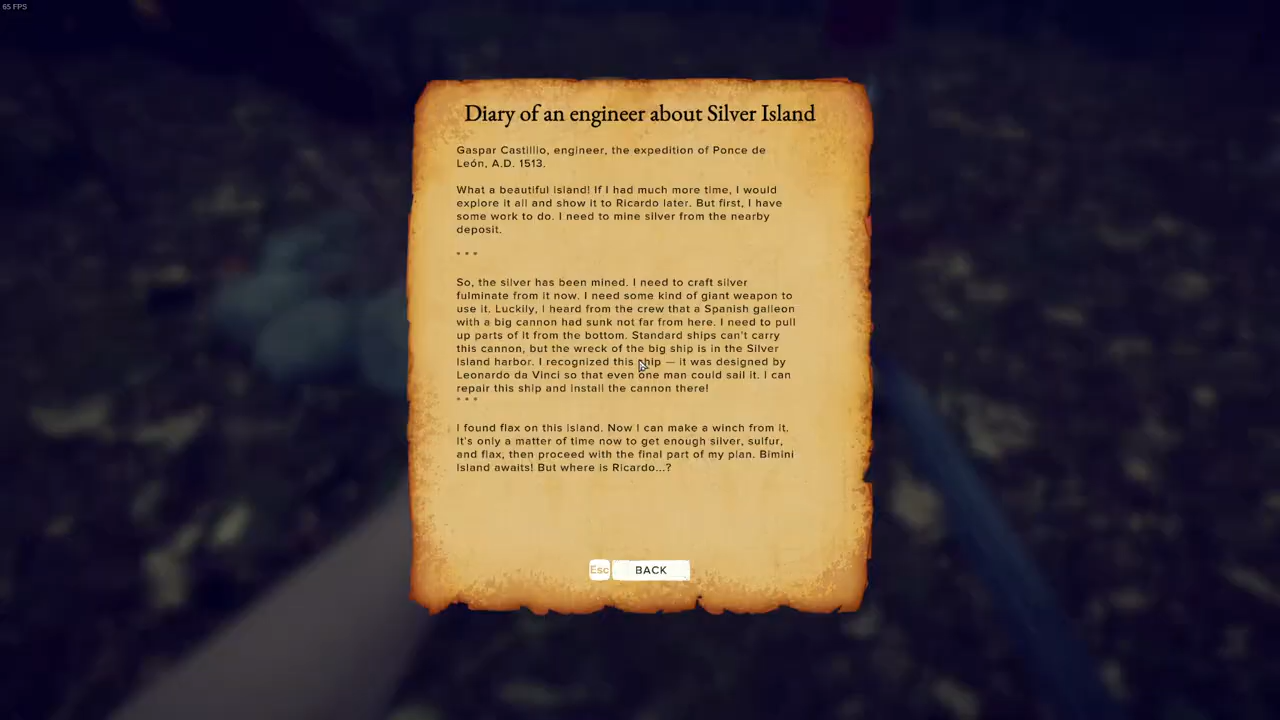 65 FPS
Diary of an engineer about Silver Island
Gaspar Castillio, engineer, the expedition of Ponce de
León, A.D. 1513.
What a beautiful island! If I had much more time, I would
explore it all and show it to Ricardo later. But first, I have
some work to do. I need to mine silver from the nearby
deposit.
* * *
So, the silver has been mined. I need to craft silver
fulminate from it now. I need some kind of giant weapon to
use it. Luckily, I heard from the crew that a Spanish galleon
with a big cannon had sunk not far from here. I need to pull
up parts of it from the bottom. Standard ships can't carry
this cannon, but the wreck of the big ship is in the Silver
Island harbor. I recognized this ship — it was designed by
Leonardo da Vinci so that even one man could sail it. I can
repair this ship and install the cannon there!
* * *
I found flax on this island. Now I can make a winch from it.
It's only a matter of time now to get enough silver, sulfur,
and flax, then proceed with the final part of my plan. Bimini
Island awaits! But where is Ricardo...?
Esc BACK